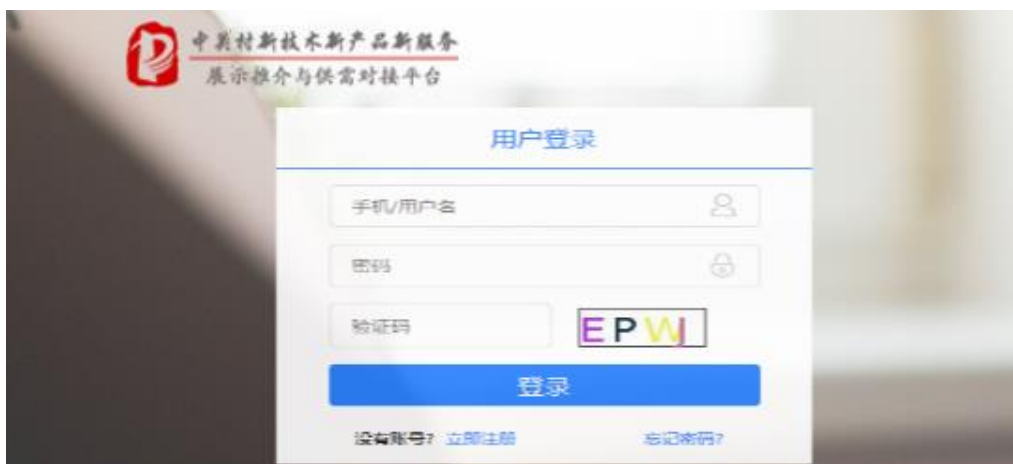 中关村新技术新产品新服务
展示推介与供需对接平台
用户登录
手机/用户名
密码
验证码 EPWJ
登录
没有账号? 立即注册 忘记密码?